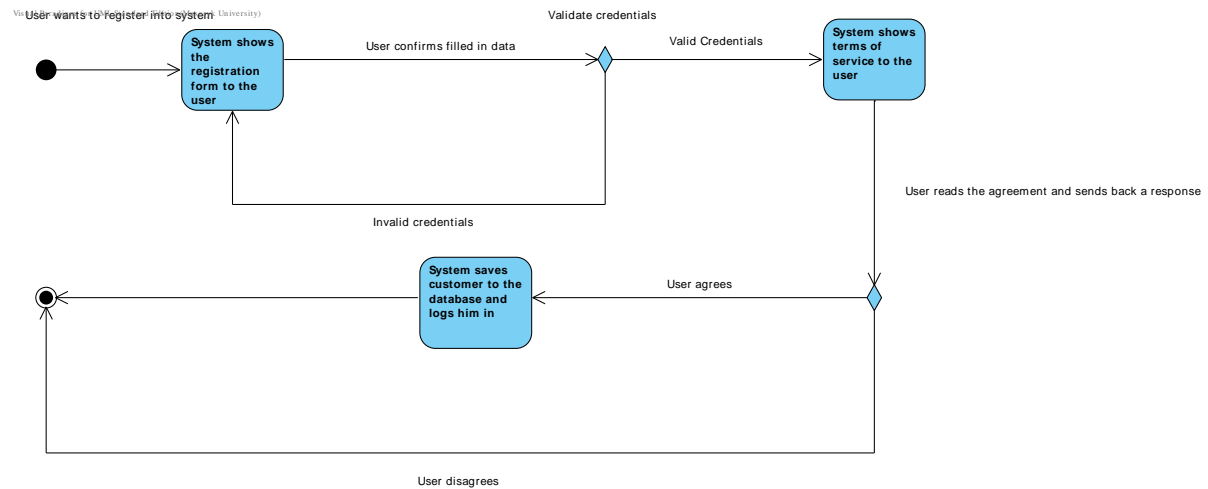 User wants to register into system
Validate credentials
System shows
the
registration
form to the
user
User confirms filled in data
Valid Credentials
System shows
terms of
service to the
user
User reads the agreement and sends back a response
Invalid credentials
System saves
customer to the
database and
logs him in
User agrees
User disagrees